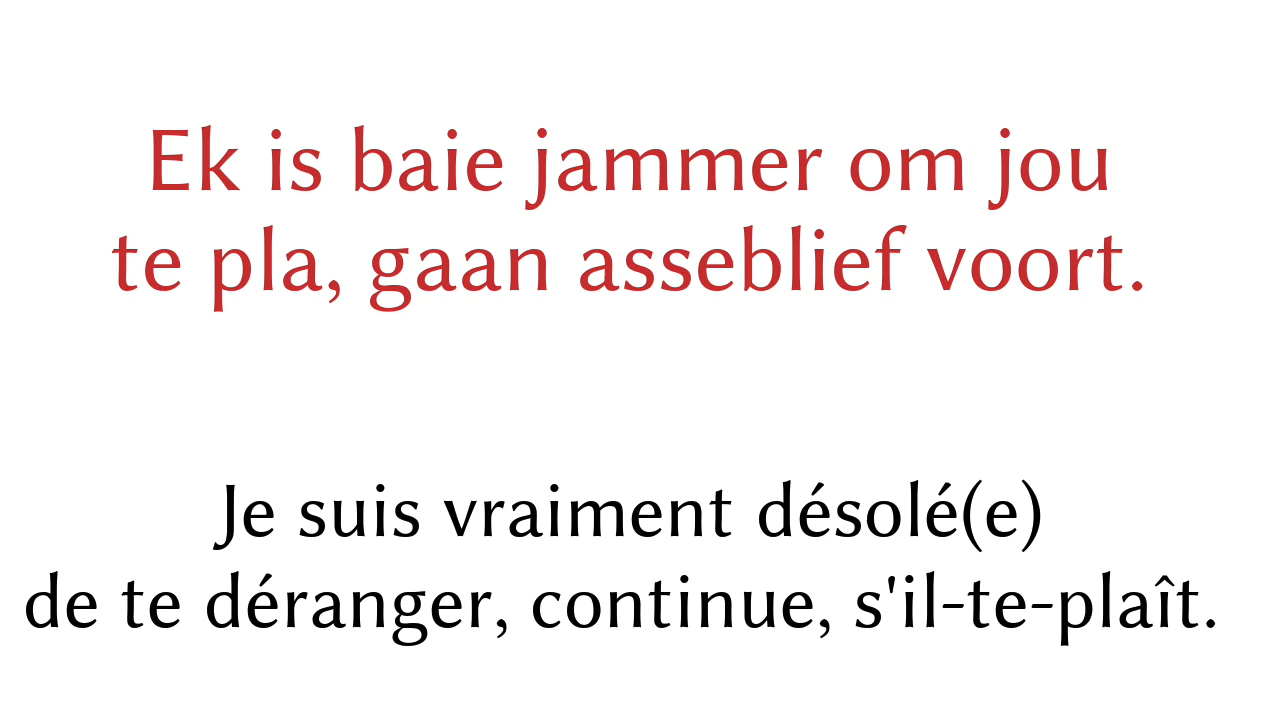 Ek is baie jammer om jou
te pla, gaan asseblief voort.
Je suis vraiment désolé(e)
de te déranger, continue, s'il-te-plaît.